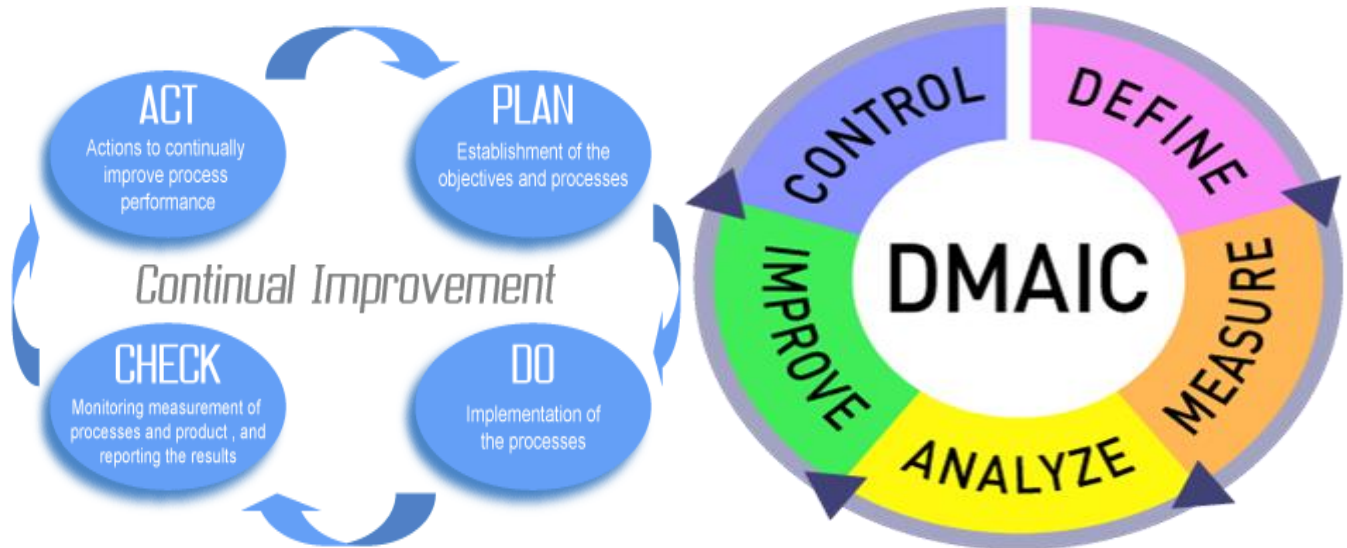 ACT
Actions to continually
improve process
performance
PLAN
Establishment of the
objectives and processes
Continual Improvement
CHECK
Monitoring measurement of
processes and product , and
reporting the results
DO
Implementation of
the processes
DEFINE
MEASURE
ANALYZE
IMPROVE
CONTROL
DMAIC